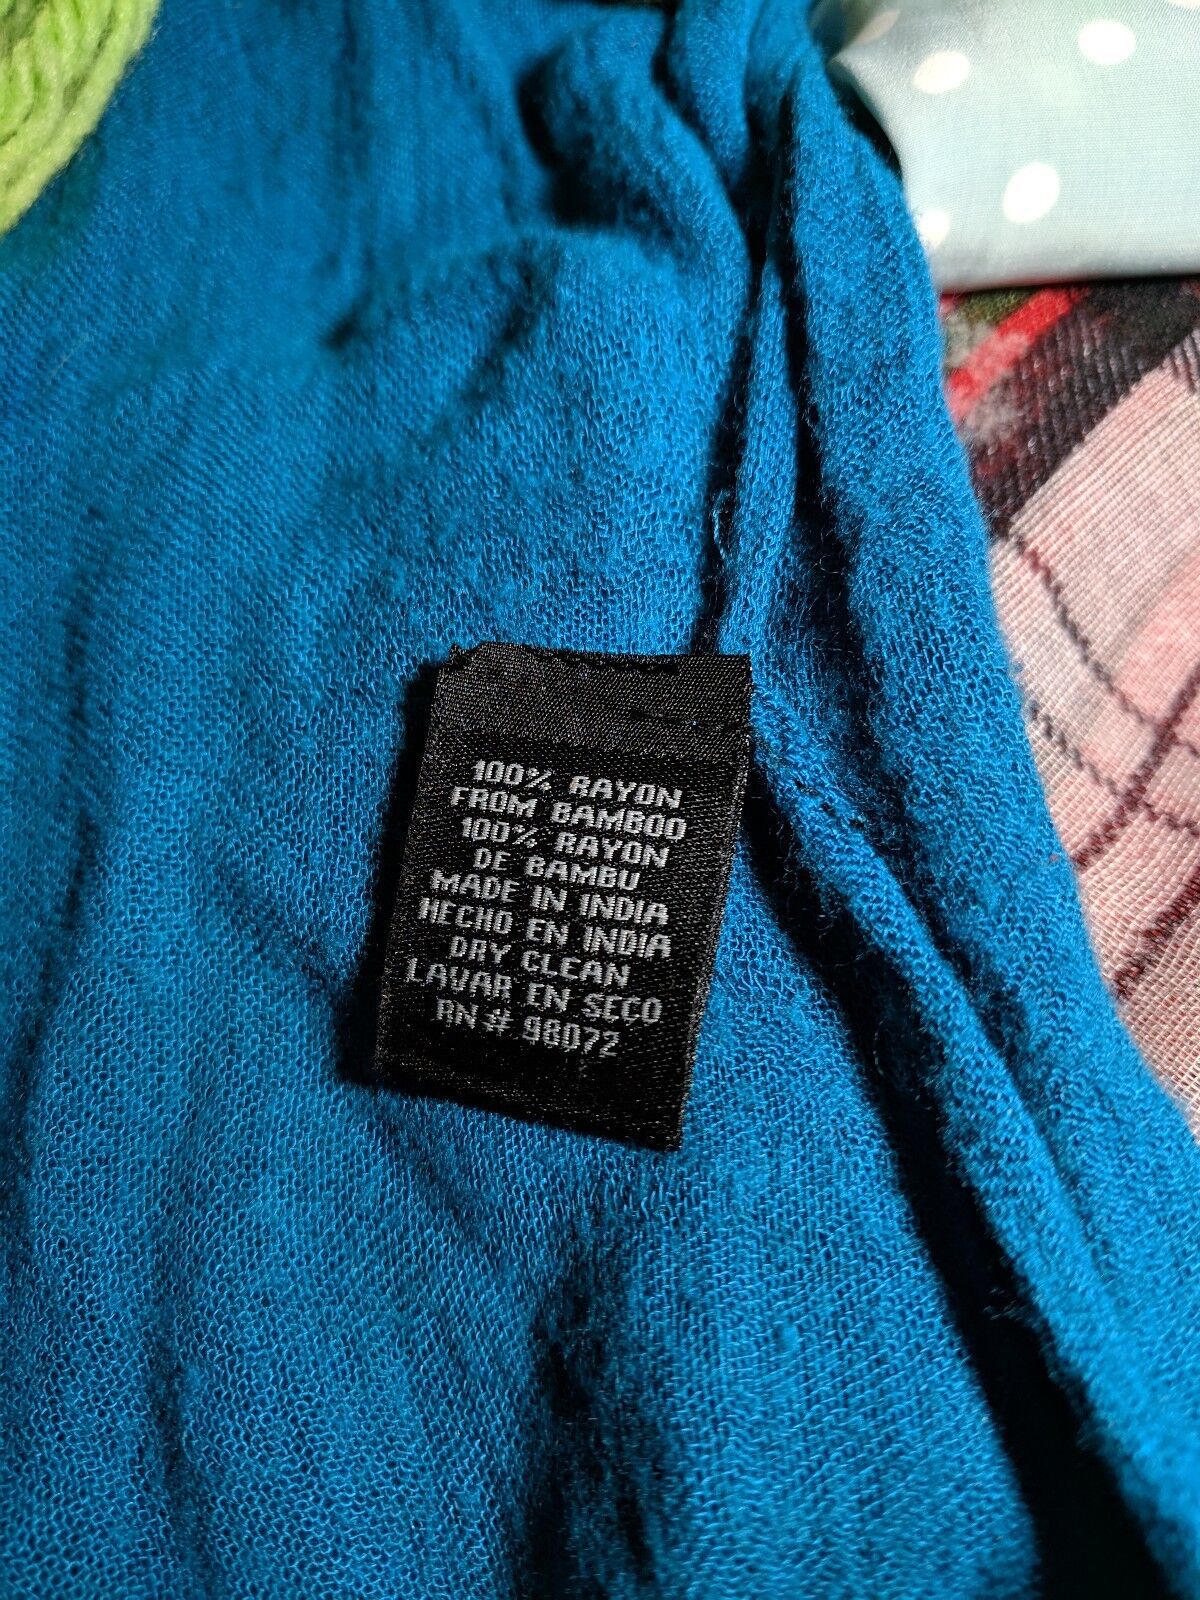 100% RAYON
FROM BAMBOO
100% RAYON
DE BAMBU
MADE IN INDIA
HECHO EN INDIA
DRY CLEAN
LAVAR EN SECO
RN# 98072